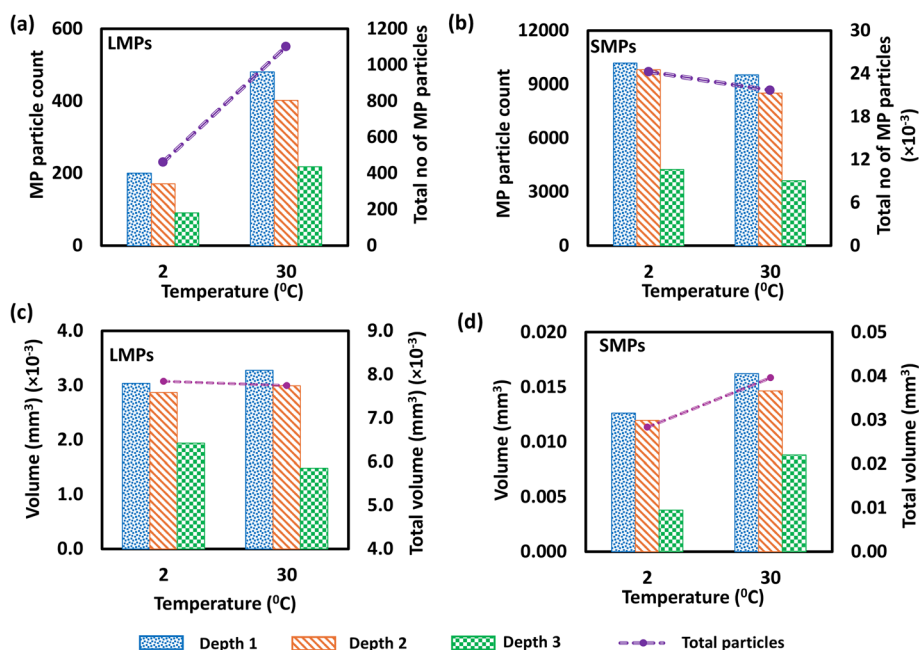 (a)
LMPs
MP particle count
600
400
200
0
1200
1000
800
600
400
200
0
Total no of MP particles
2
30
Temperature (⁰C)
(b)
SMPs
MP particle count
12000
9000
6000
3000
0
30
24
18
12
6
0
Total no of MP particles
(×10⁻³)
2
30
Temperature (⁰C)
(c)
LMPs
Volume (mm³) (×10⁻³)
4.0
3.0
2.0
1.0
0.0
9.0
8.0
7.0
6.0
5.0
4.0
Total volume (mm³) (×10⁻³)
2
30
Temperature (⁰C)
(d)
SMPs
Volume (mm³)
0.020
0.015
0.010
0.005
0.000
0.05
0.04
0.03
0.02
0.01
0.00
Total volume (mm³)
2
30
Temperature (⁰C)
Depth 1 Depth 2 Depth 3 Total particles